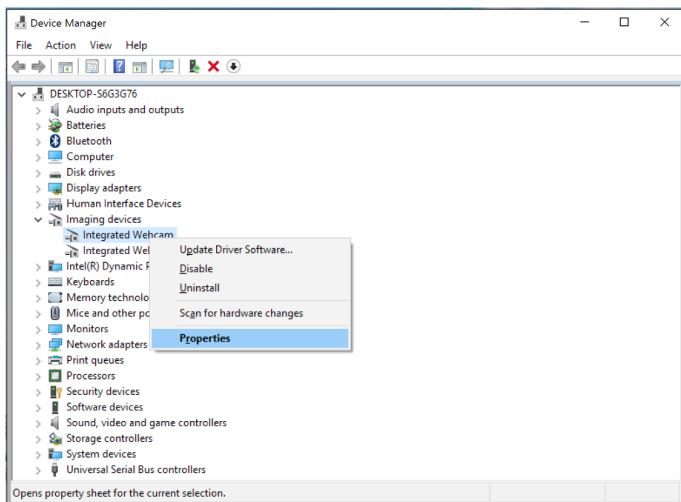 Device Manager
File Action View Help
DESKTOP-S6G3G76
Audio inputs and outputs
Batteries
Bluetooth
Computer
Disk drives
Display adapters
Human Interface Devices
Imaging devices
Integrated Webcam
Integrated Wel
Intel(R) Dynamic P
Keyboards
Memory technolo
Mice and other po
Monitors
Network adapters
Print queues
Processors
Security devices
Software devices
Sound, video and game controllers
Storage controllers
System devices
Universal Serial Bus controllers
Update Driver Software...
Disable
Uninstall
Scan for hardware changes
Properties
Opens property sheet for the current selection.